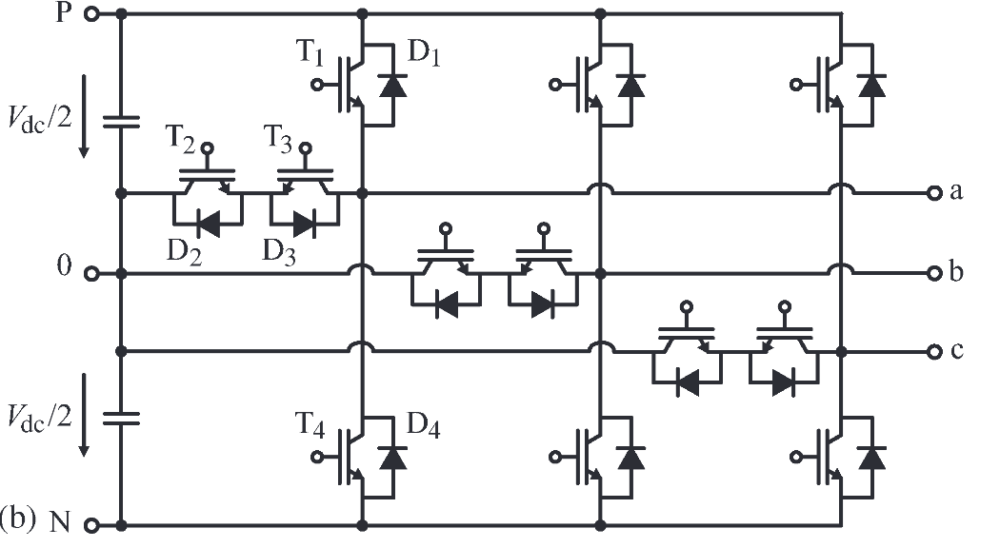 P
T1 D1
Vdc/2
T2 T3
a
D2 D3
0
b
c
Vdc/2
T4 D4
(b) N